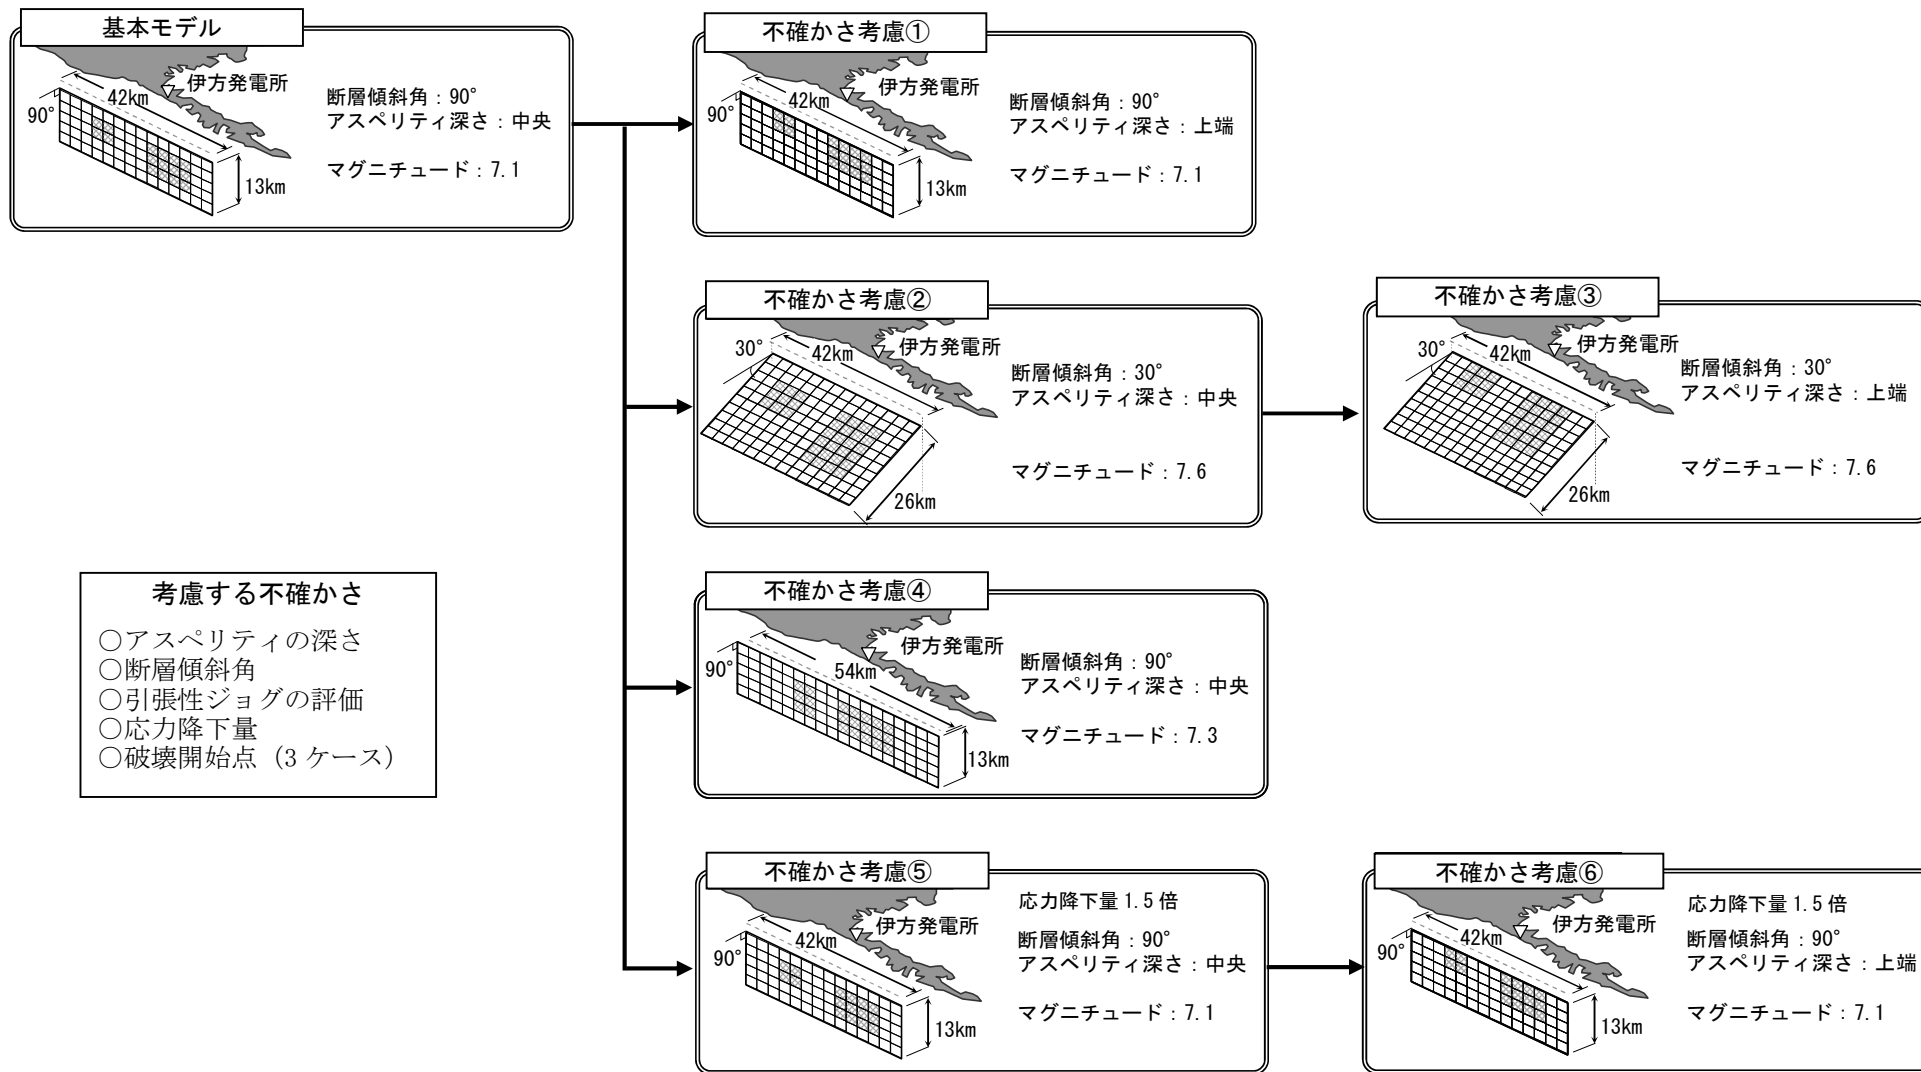 基本モデル
伊方発電所
42km
90°
13km
断層傾斜角：90°
アスペリティ深さ：中央
マグニチュード：7.1
不確かさ考慮①
伊方発電所
42km
90°
13km
断層傾斜角：90°
アスペリティ深さ：上端
マグニチュード：7.1
不確かさ考慮②
伊方発電所
42km
30°
26km
断層傾斜角：30°
アスペリティ深さ：中央
マグニチュード：7.6
不確かさ考慮③
伊方発電所
42km
30°
26km
断層傾斜角：30°
アスペリティ深さ：上端
マグニチュード：7.6
考慮する不確かさ
○アスペリティの深さ
○断層傾斜角
○引張性ジョグの評価
○応力降下量
○破壊開始点（3 ケース）
不確かさ考慮④
伊方発電所
54km
90°
13km
断層傾斜角：90°
アスペリティ深さ：中央
マグニチュード：7.3
不確かさ考慮⑤
伊方発電所
42km
90°
13km
応力降下量 1.5 倍
断層傾斜角：90°
アスペリティ深さ：中央
マグニチュード：7.1
不確かさ考慮⑥
伊方発電所
42km
90°
13km
応力降下量 1.5 倍
断層傾斜角：90°
アスペリティ深さ：上端
マグニチュード：7.1